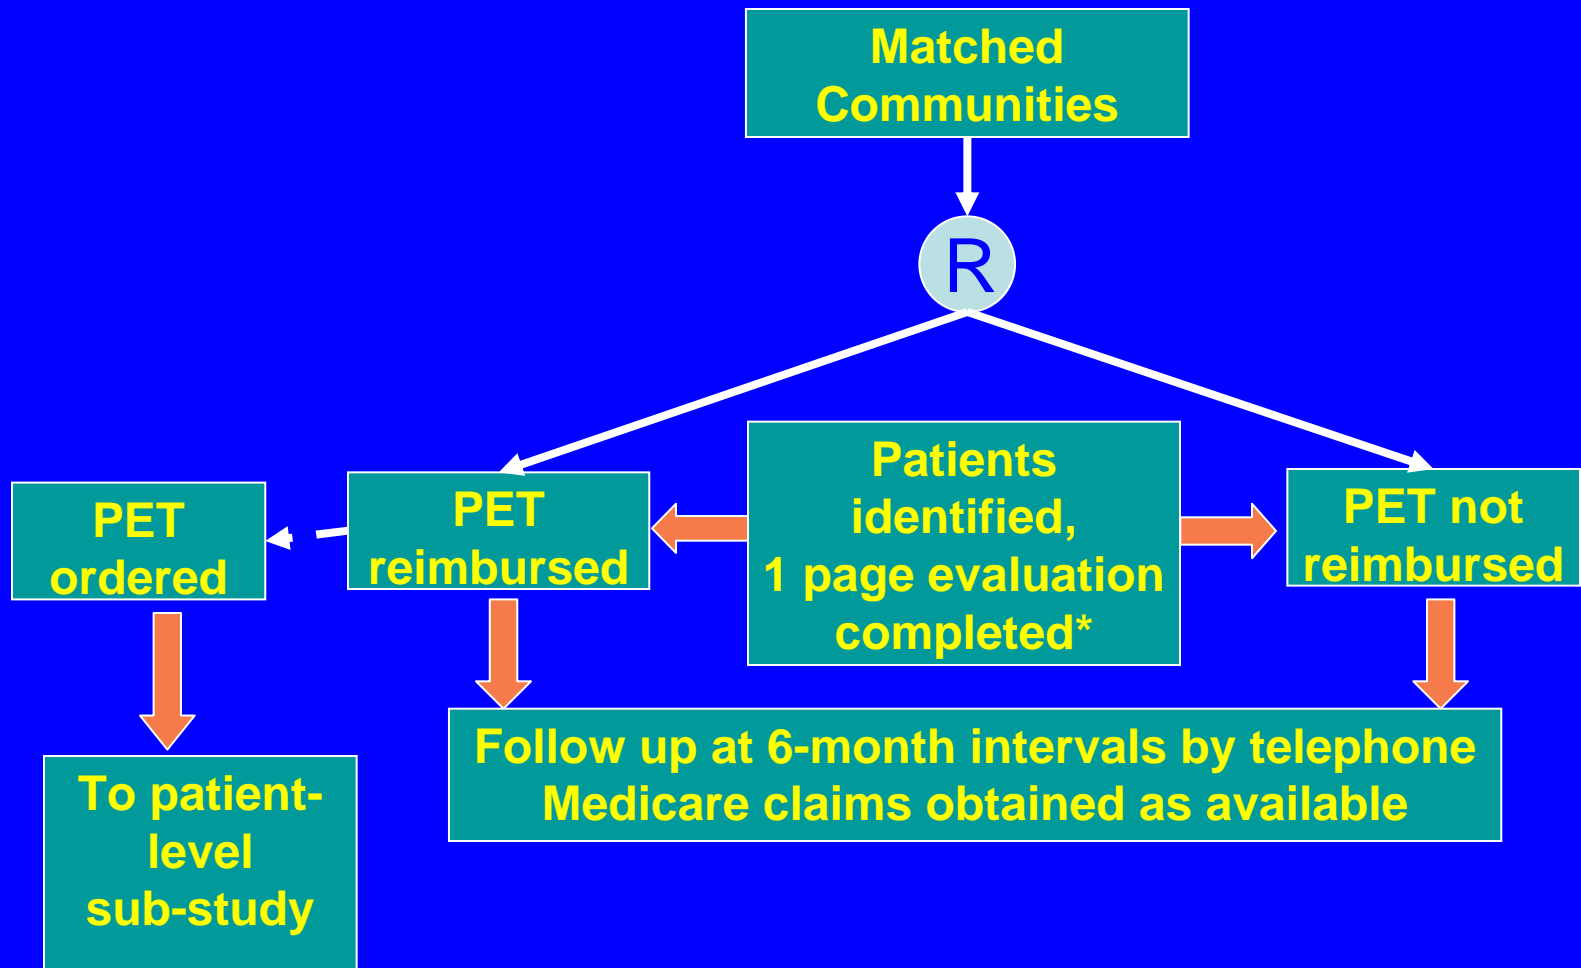 Matched
Communities
R
PET
ordered
PET
reimbursed
Patients
identified,
1 page evaluation
completed*
PET not
reimbursed
Follow up at 6-month intervals by telephone
Medicare claims obtained as available
To patient-
level
sub-study